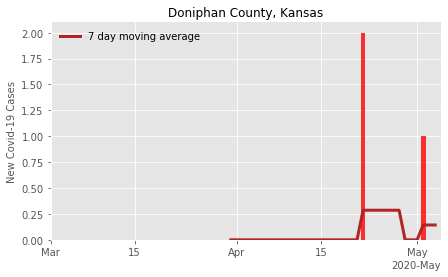 Doniphan County, Kansas
7 day moving average
New Covid-19 Cases
2.00
1.75
1.50
1.25
1.00
0.75
0.50
0.25
0.00
Mar 15 Apr 15 May
2020-May